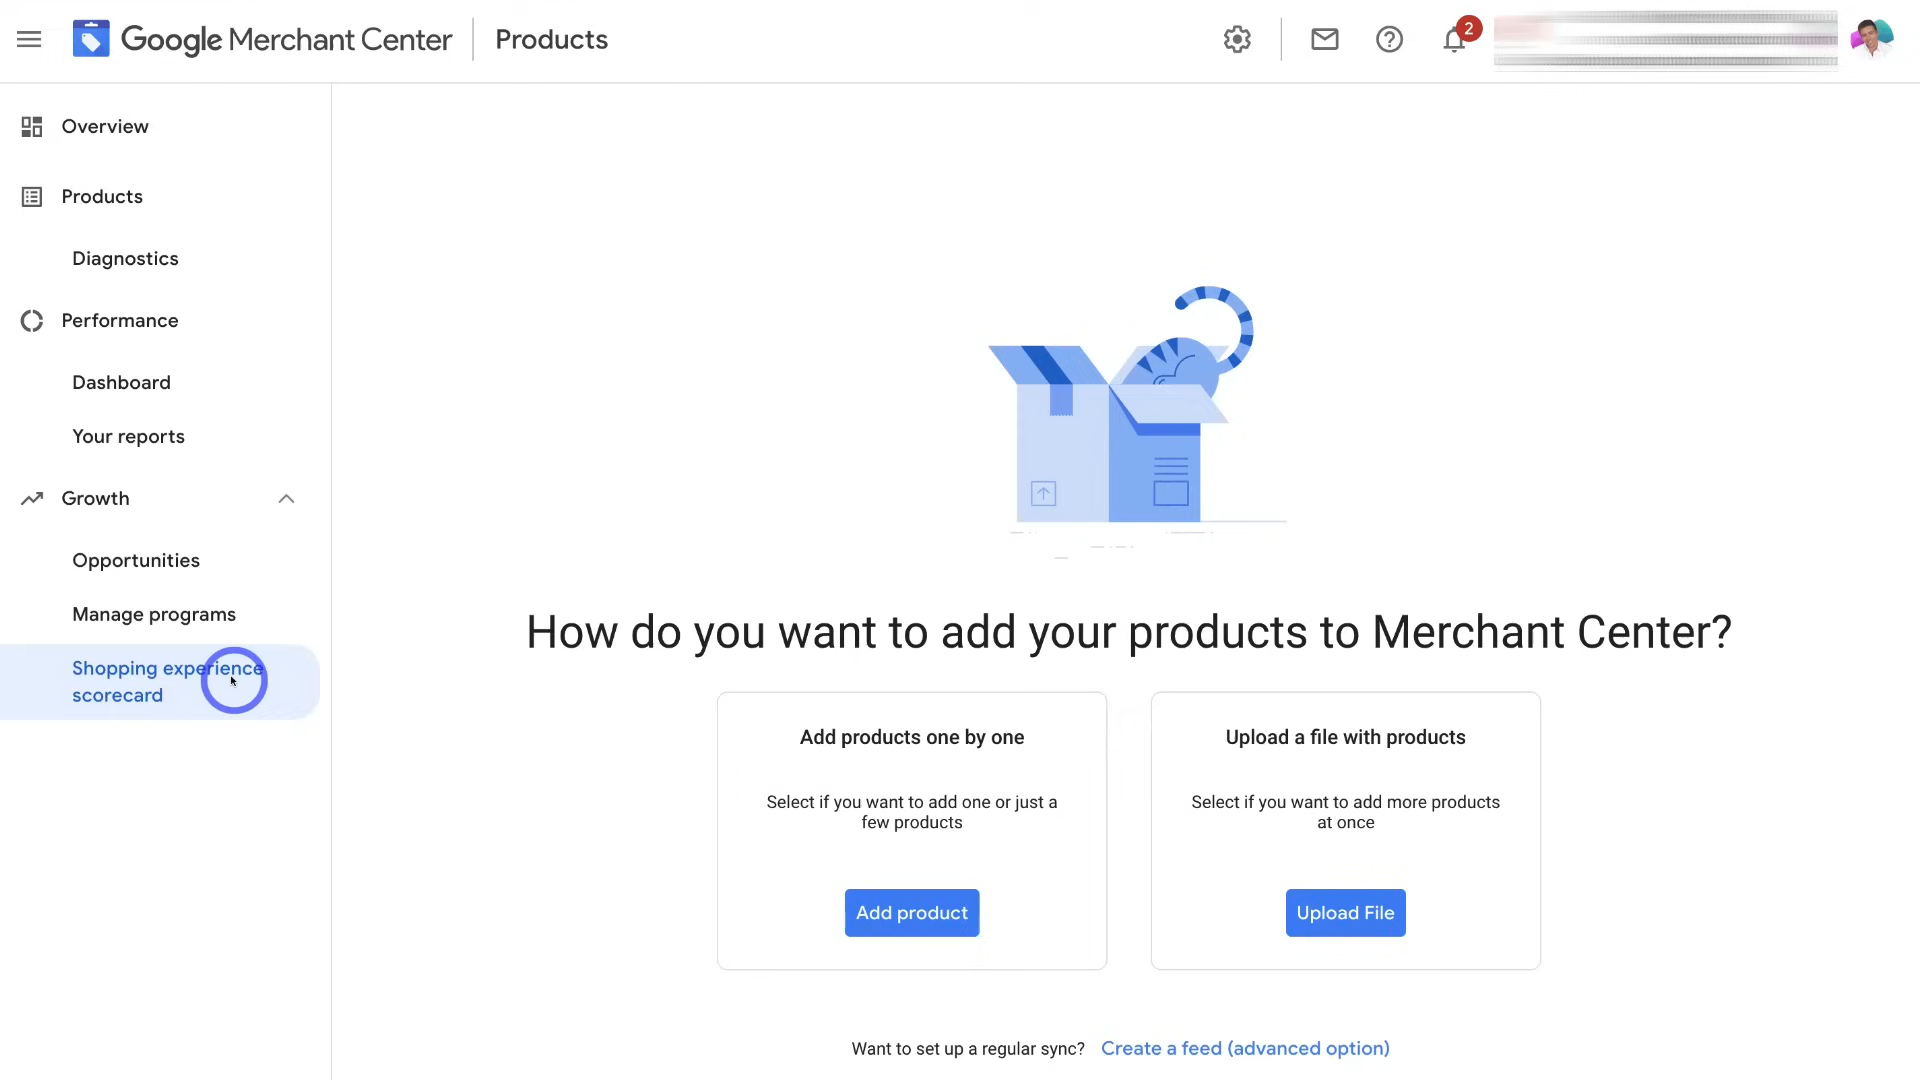 Google Merchant Center
Products
2
Overview
Products
Diagnostics
Performance
Dashboard
Your reports
Growth
Opportunities
Manage programs
Shopping experience
scorecard
How do you want to add your products to Merchant Center?
Add products one by one
Select if you want to add one or just a
few products
Add product
Upload a file with products
Select if you want to add more products
at once
Upload File
Want to set up a regular sync? Create a feed (advanced option)